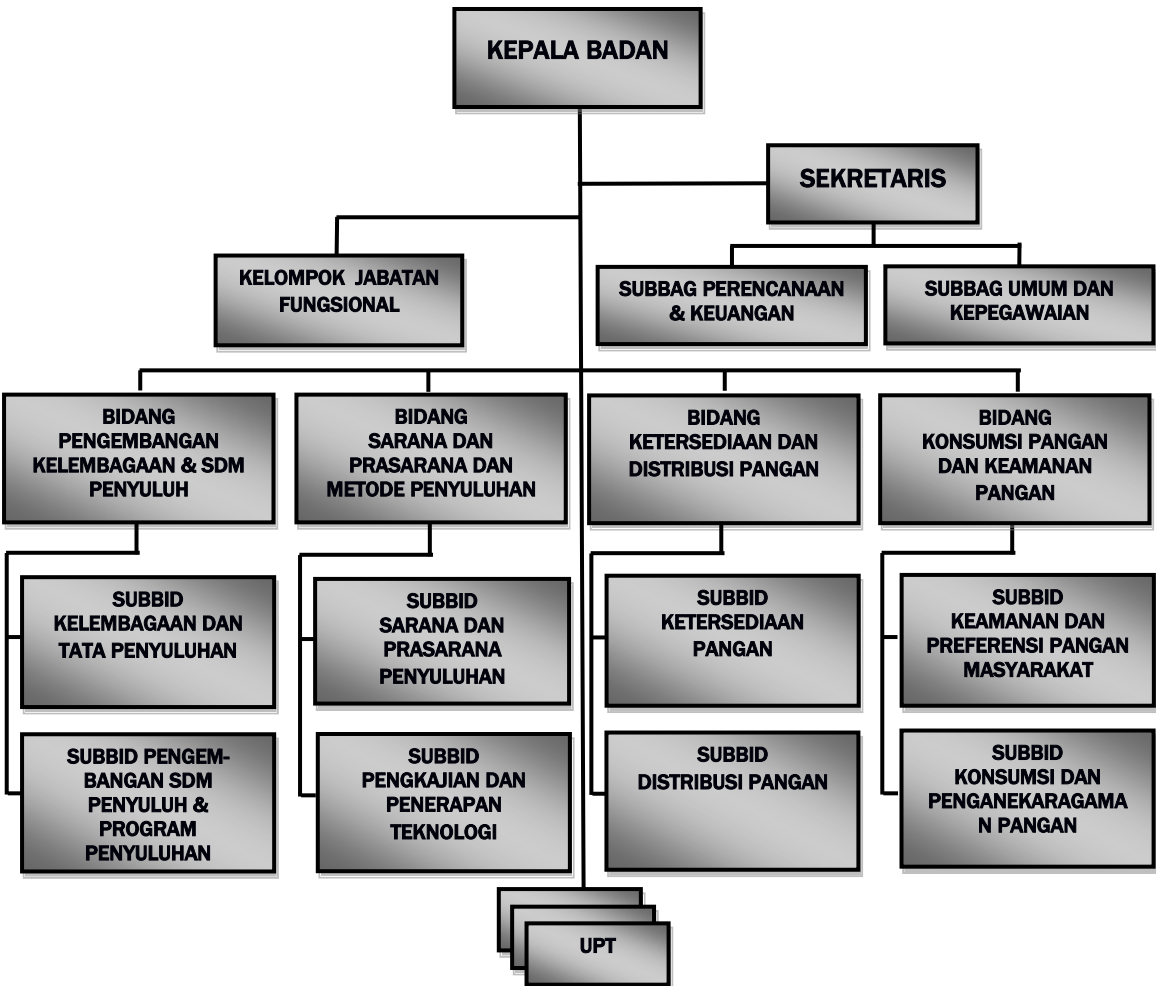 KEPALA BADAN
SEKRETARIS
KELOMPOK JABATAN
FUNGSIONAL
SUBBAG PERENCANAAN
& KEUANGAN
SUBBAG UMUM DAN
KEPEGAWAIAN
BIDANG
PENGEMBANGAN
KELEMBAGAAN & SDM
PENYULUH
BIDANG
SARANA DAN
PRASARANA DAN
METODE PENYULUHAN
BIDANG
KETERSEDIAAN DAN
DISTRIBUSI PANGAN
BIDANG
KONSUMSI PANGAN
DAN KEAMANAN
PANGAN
SUBBID
KELEMBAGAAN DAN
TATA PENYULUHAN
SUBBID
SARANA DAN
PRASARANA
PENYULUHAN
SUBBID
KETERSEDIAAN
PANGAN
SUBBID
KEAMANAN DAN
PREFERENSI PANGAN
MASYARAKAT
SUBBID PENGEM-
BANGAN SDM
PENYULUH &
PROGRAM
PENYULUHAN
SUBBID
PENGKAJIAN DAN
PENERAPAN
TEKNOLOGI
SUBBID
DISTRIBUSI PANGAN
SUBBID
KONSUMSI DAN
PENGANEKARAGAMA
N PANGAN
UPT